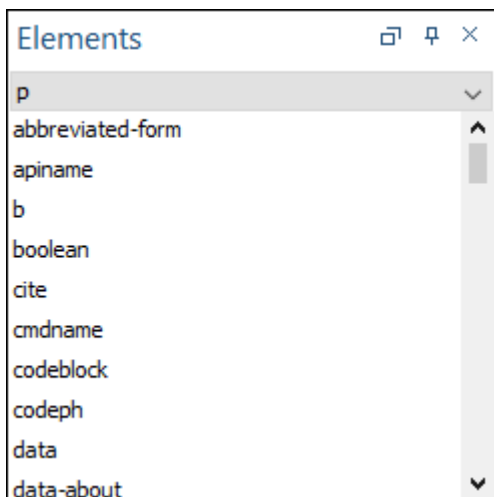 Elements
p
abbreviated-form
apiname
b
boolean
cite
cmdname
codeblock
codeph
data
data-about